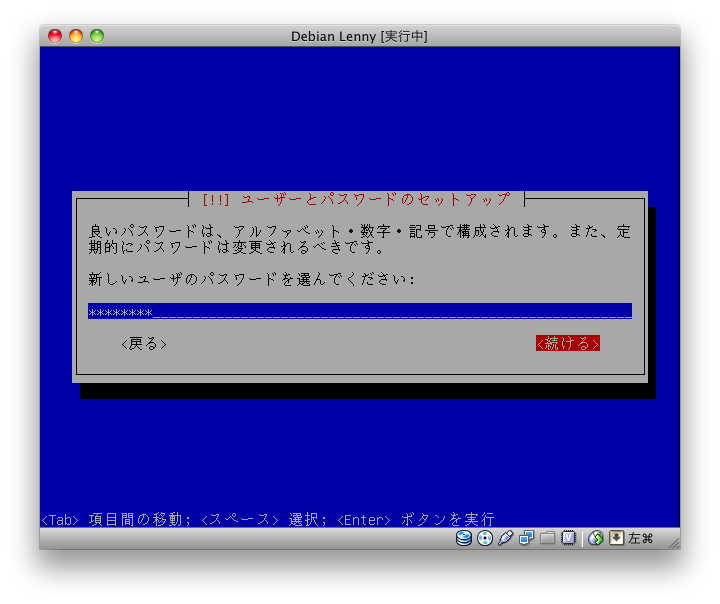 Debian Lenny [実行中]
[!!] ユーザーとパスワードのセットアップ
良いパスワードは、アルファベット・数字・記号で構成されます。また、定
期的にパスワードは変更されるべきです。
新しいユーザのパスワードを選んでください:
********
<戻る> <続ける>
<Tab> 項目間の移動; <スペース> 選択; <Enter> ボタンを実行
V 左⌘